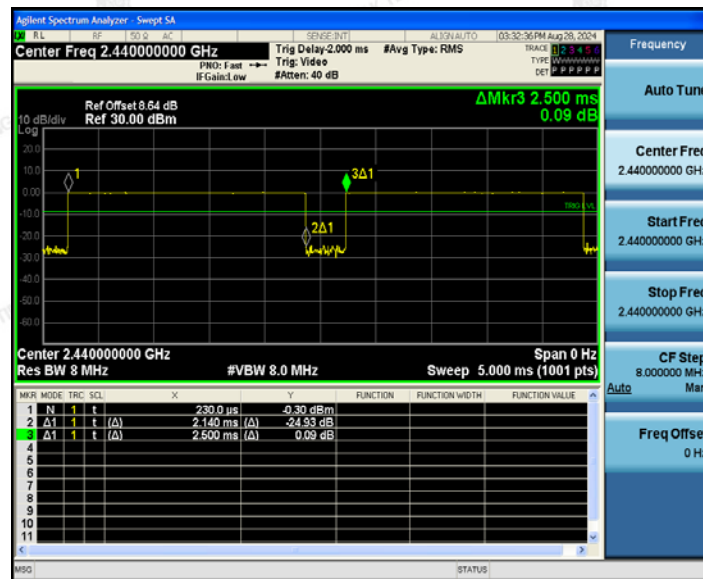 Agilent Spectrum Analyzer - Swept SA
RL RF 50 Ω AC SENSE:INT ALIGNAUTO 03:32:36 PM Aug 28, 2024
Center Freq 2.440000000 GHz
PNO: Fast
IFGain:Low
Trig Delay-2.000 ms
Trig: Video
#Atten: 40 dB
#Avg Type: RMS
TRACE 1 2 3 4 5 6
TYPE WWWWWW
DET P P P P P P
ΔMkr3 2.500 ms
0.09 dB
Ref Offset 8.64 dB
10 dB/div Ref 30.00 dBm
Log
20.0
10.0
0.00
-10.0
-20.0
-30.0
-40.0
-50.0
-60.0
1
3Δ1
2Δ1
TRIG LVL
Center 2.440000000 GHz Span 0 Hz
Res BW 8 MHz #VBW 8.0 MHz Sweep 5.000 ms (1001 pts)
MKR MODE TRC SCL X Y FUNCTION FUNCTION WIDTH FUNCTION VALUE
1 N 1 t 230.0 µs -0.30 dBm
2 Δ1 1 t (Δ) 2.140 ms (Δ) -24.93 dB
3 Δ1 1 t (Δ) 2.500 ms (Δ) 0.09 dB
4
5
6
7
8
9
10
11
MSG STATUS
Frequency
Auto Tune
Center Freq
2.440000000 GHz
Start Freq
2.440000000 GHz
Stop Freq
2.440000000 GHz
CF Step
8.000000 MHz
Auto Man
Freq Offset
0 Hz